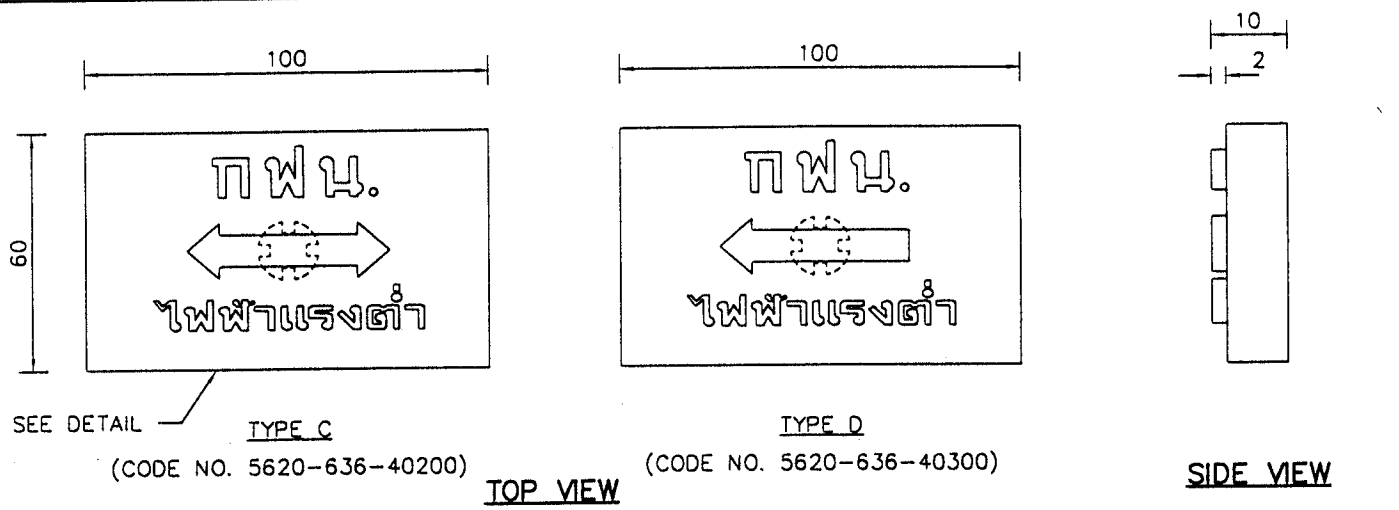 100
100
10
2
60
กฟน.
ไฟฟ้าแรงต่ำ
กฟน.
ไฟฟ้าแรงต่ำ
SEE DETAIL
TYPE C
(CODE NO. 5620-636-40200)
TYPE D
(CODE NO. 5620-636-40300)
TOP VIEW
SIDE VIEW